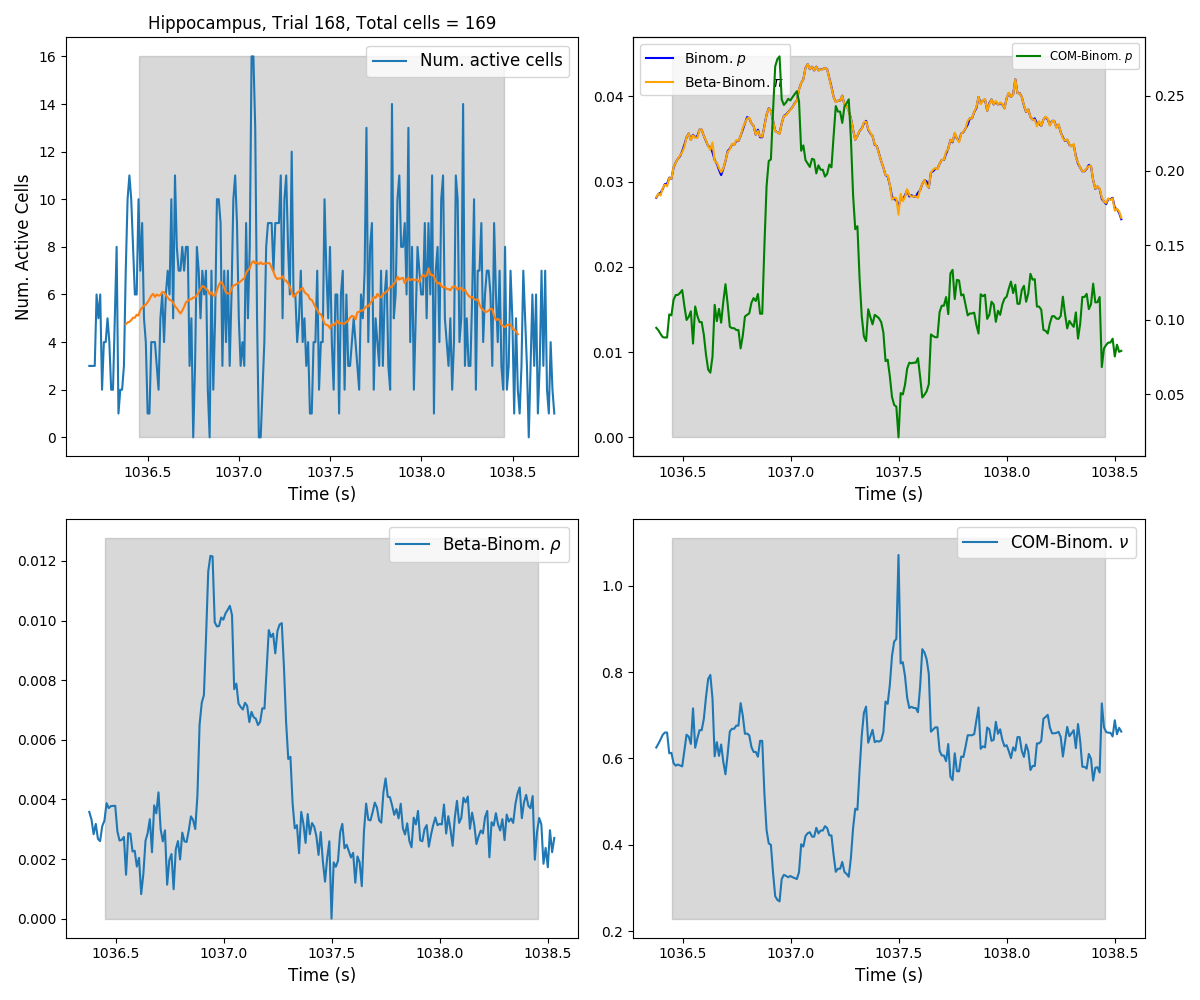 Hippocampus, Trial 168, Total cells = 169
Num. Active Cells
16
14
12
10
8
6
4
2
0
Num. active cells
1036.5 1037.0 1037.5 1038.0 1038.5
Time (s)
0.04
0.03
0.02
0.01
0.00
Binom. p
Beta-Binom. π
COM-Binom. p
0.25
0.20
0.15
0.10
0.05
1036.5 1037.0 1037.5 1038.0 1038.5
Time (s)
0.012
0.010
0.008
0.006
0.004
0.002
0.000
Beta-Binom. ρ
1036.5 1037.0 1037.5 1038.0 1038.5
Time (s)
1.0
0.8
0.6
0.4
0.2
COM-Binom. ν
1036.5 1037.0 1037.5 1038.0 1038.5
Time (s)